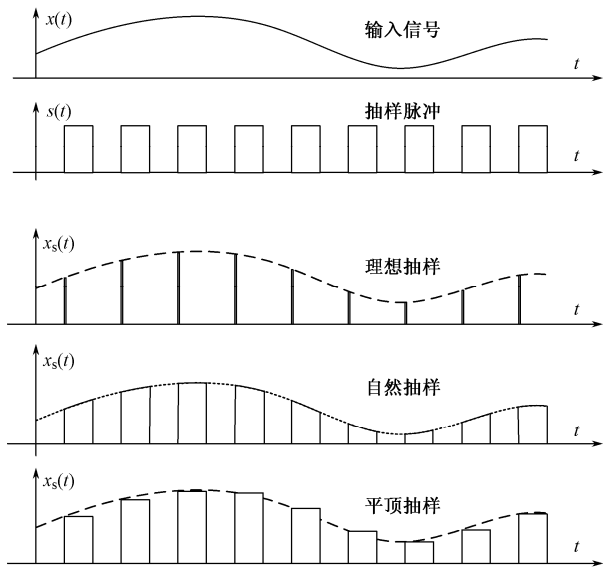 x(t)
输入信号
t
s(t)
抽样脉冲
t
xs(t)
理想抽样
t
xs(t)
自然抽样
t
xs(t)
平顶抽样
t